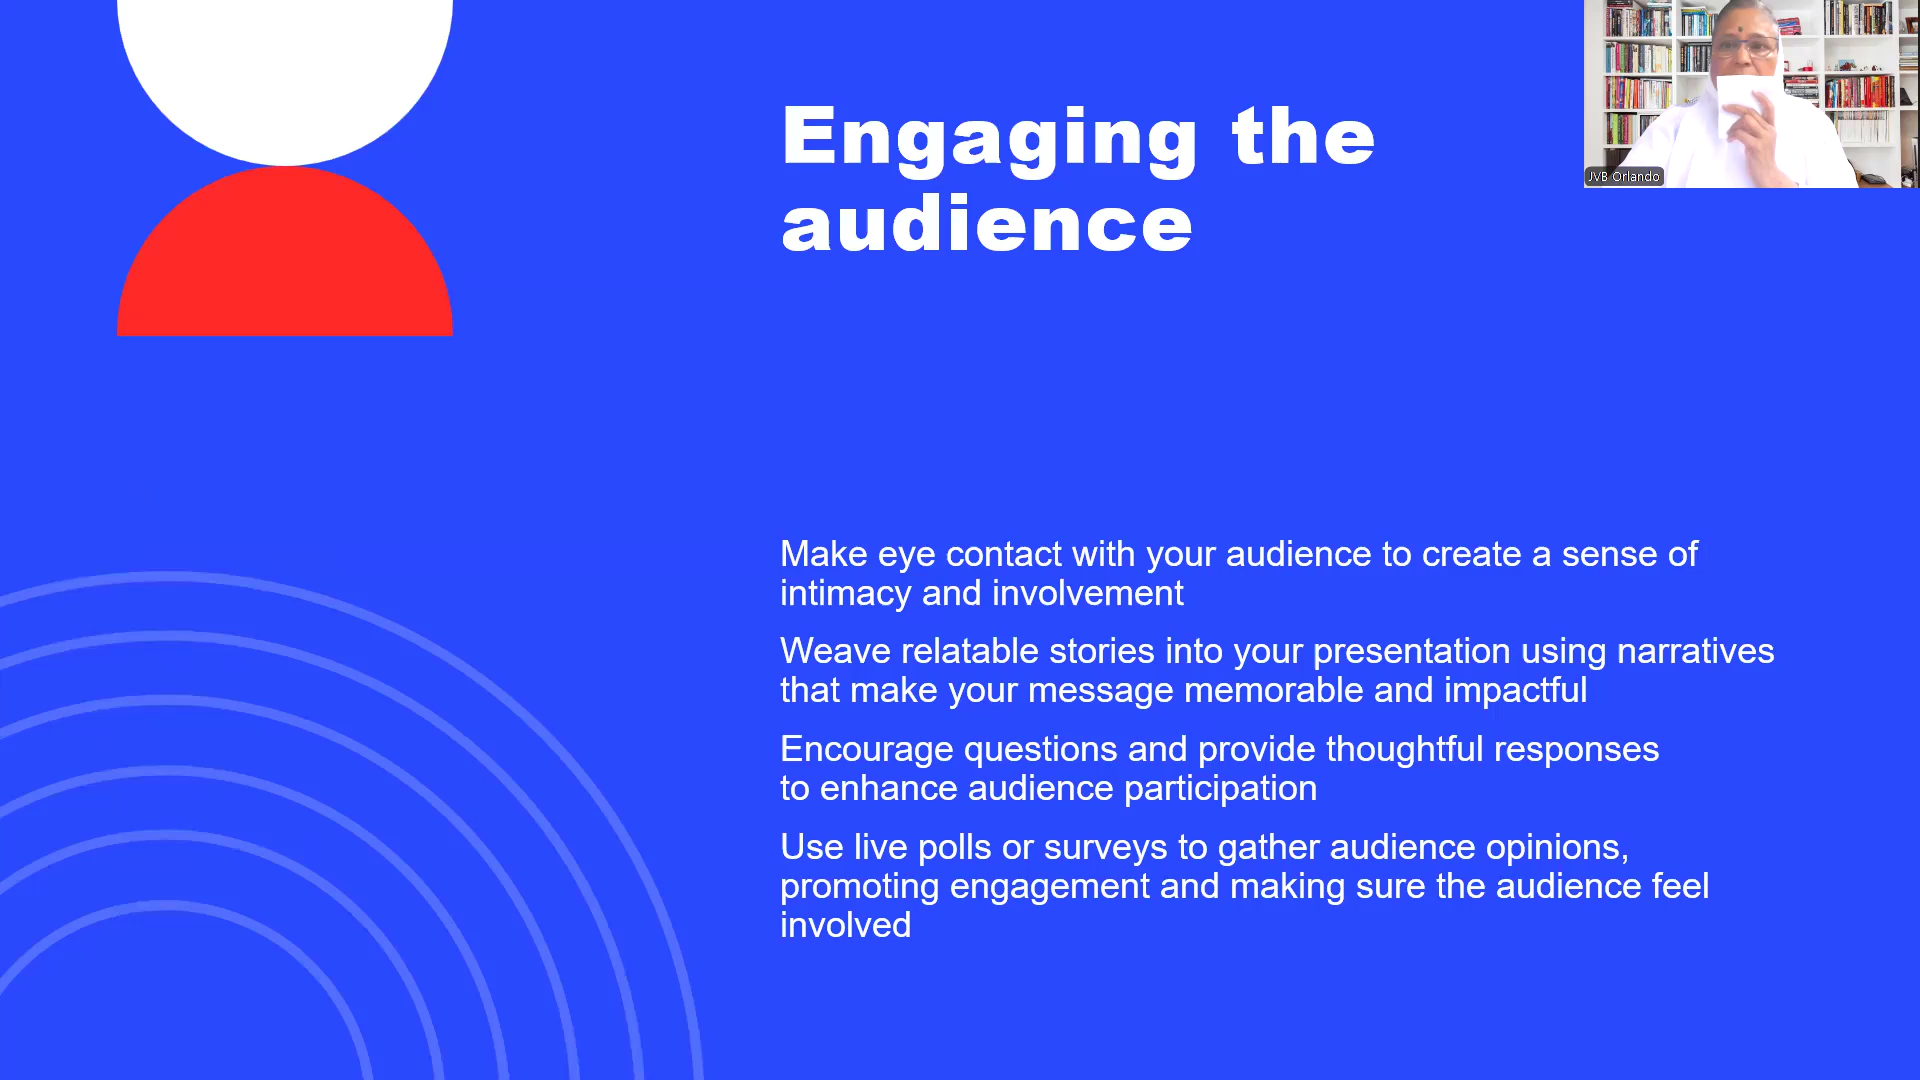 Engaging the
audience
JVB Orlando
Make eye contact with your audience to create a sense of
intimacy and involvement
Weave relatable stories into your presentation using narratives
that make your message memorable and impactful
Encourage questions and provide thoughtful responses
to enhance audience participation
Use live polls or surveys to gather audience opinions,
promoting engagement and making sure the audience feel
involved